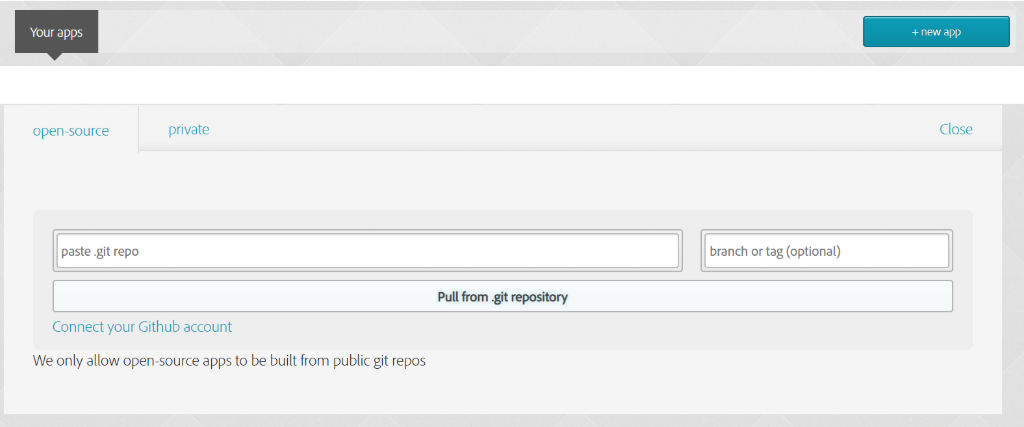 Your apps
+ new app
open-source
private
Close
paste .git repo
branch or tag (optional)
Pull from .git repository
Connect your Github account
We only allow open-source apps to be built from public git repos